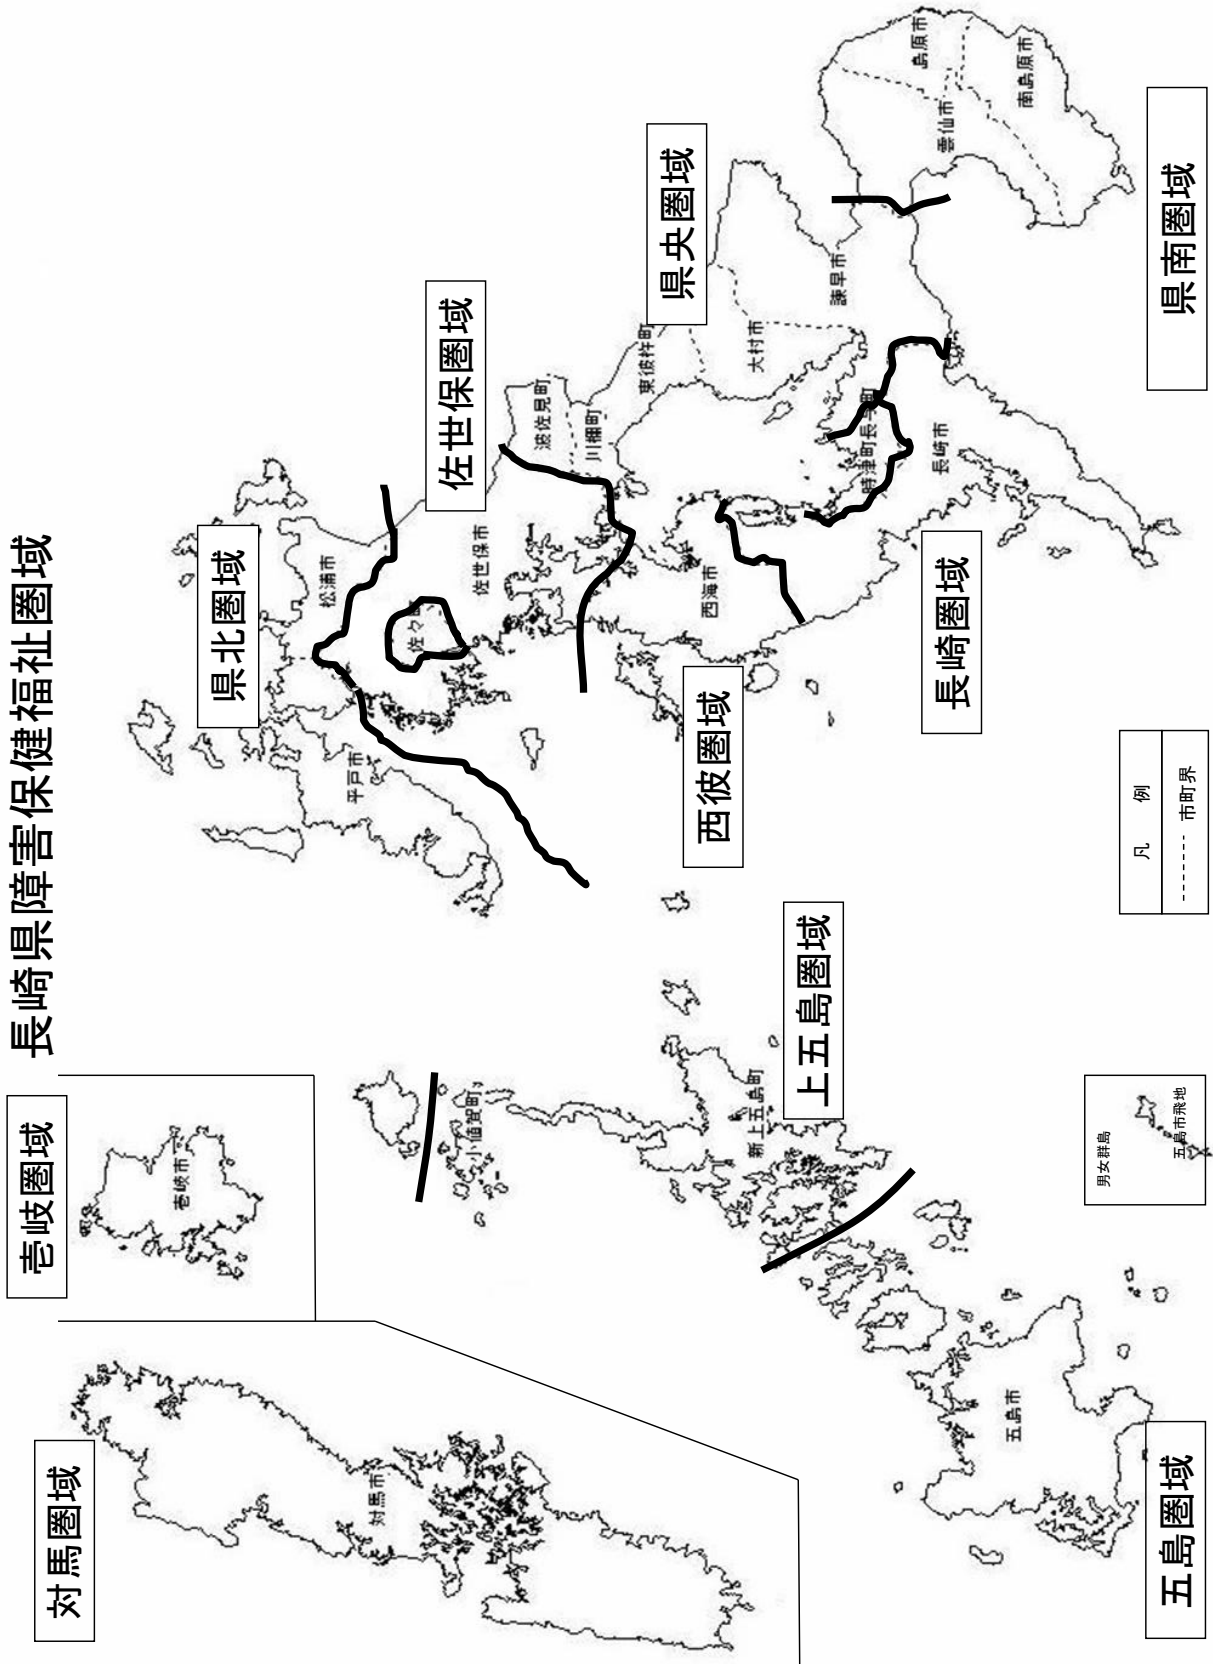 長崎県障害保健福祉圏域
対馬圏域
壱岐圏域
県北圏域
佐世保圏域
県央圏域
西彼圏域
長崎圏域
県南圏域
上五島圏域
五島圏域
対馬市
壱岐市
平戸市
松浦市
佐々町
佐世保市
波佐見町
川棚町
東彼杵町
大村市
諫早市
西海市
時津町
長与町
長崎市
雲仙市
島原市
南島原市
小値賀町
新上五島町
五島市
男女群島
五島市飛地
凡 例
市町界